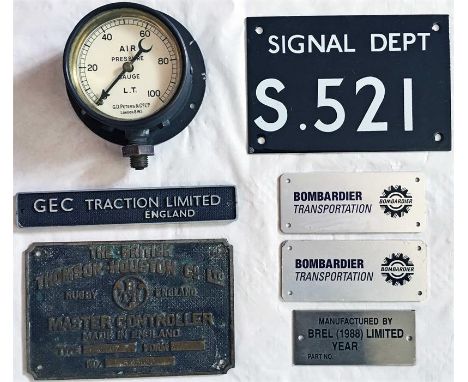 40
60
20
80
100
AIR
PRESSURE
GAUGE
L.T.
G.D. PETERS & CO LTD
LONDON
SIGNAL DEPT
S.521
GEC TRACTION LIMITED
ENGLAND
BOMBARDIER
TRANSPORTATION
BOMBARDIER
BOMBARDIER
TRANSPORTATION
BOMBARDIER
THE BRITISH
THOMSON-HOUSTON CO LTD
RUGBY ENGLAND
MASTER CONTROLLER
MADE IN ENGLAND
TYPE FORM
NO.
MANUFACTURED BY
BREL (1988) LIMITED
YEAR
PART NO.